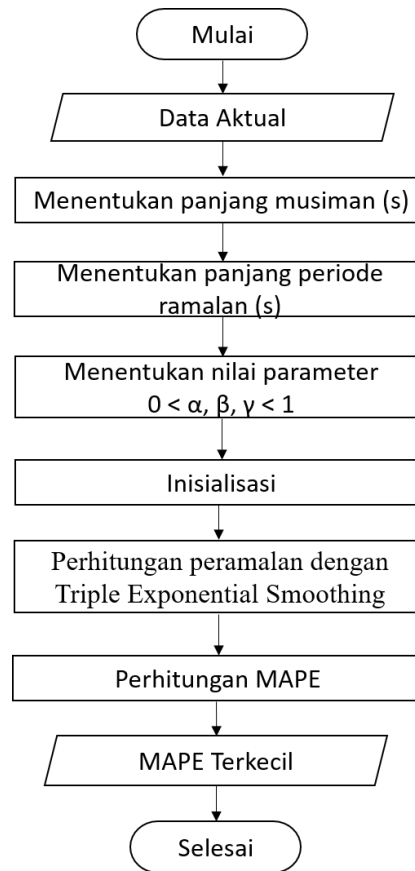 Mulai
Data Aktual
Menentukan panjang musiman (s)
Menentukan panjang periode
ramalan (s)
Menentukan nilai parameter
0 < α, β, γ < 1
Inisialisasi
Perhitungan peramalan dengan
Triple Exponential Smoothing
Perhitungan MAPE
MAPE Terkecil
Selesai